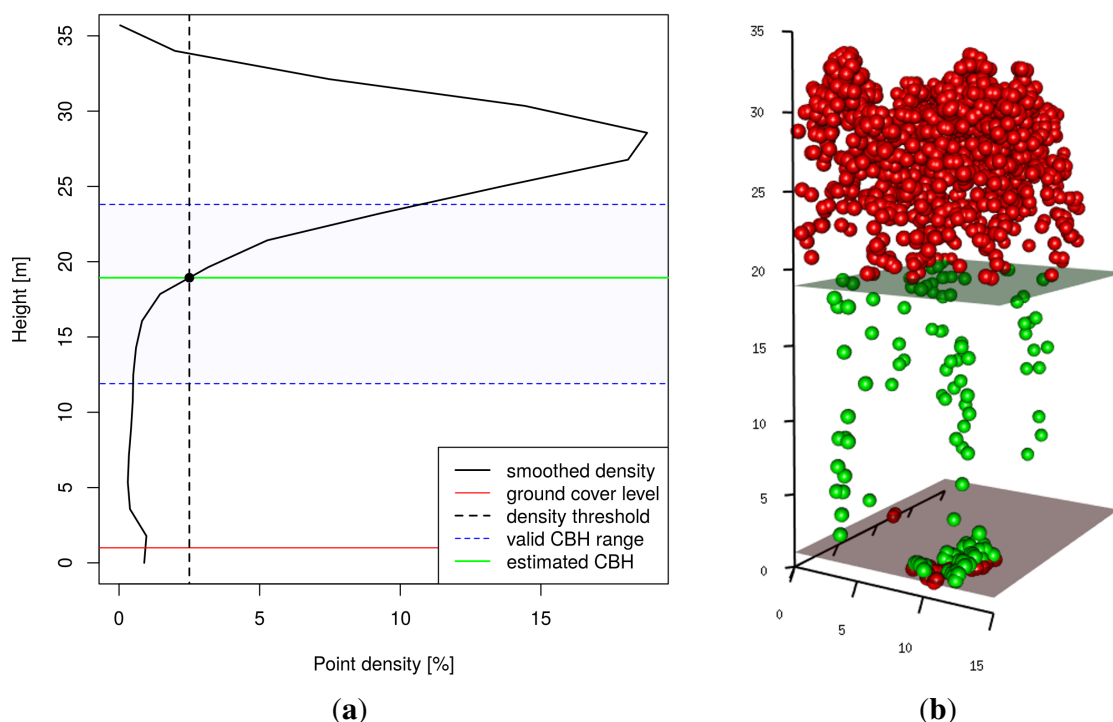 35
30
25
20
15
10
5
0
Height [m]
smoothed density
ground cover level
density threshold
valid CBH range
estimated CBH
0 5 10 15
Point density [%]
(a)
35
30
25
20
15
10
5
0
0
5
10
15
(b)